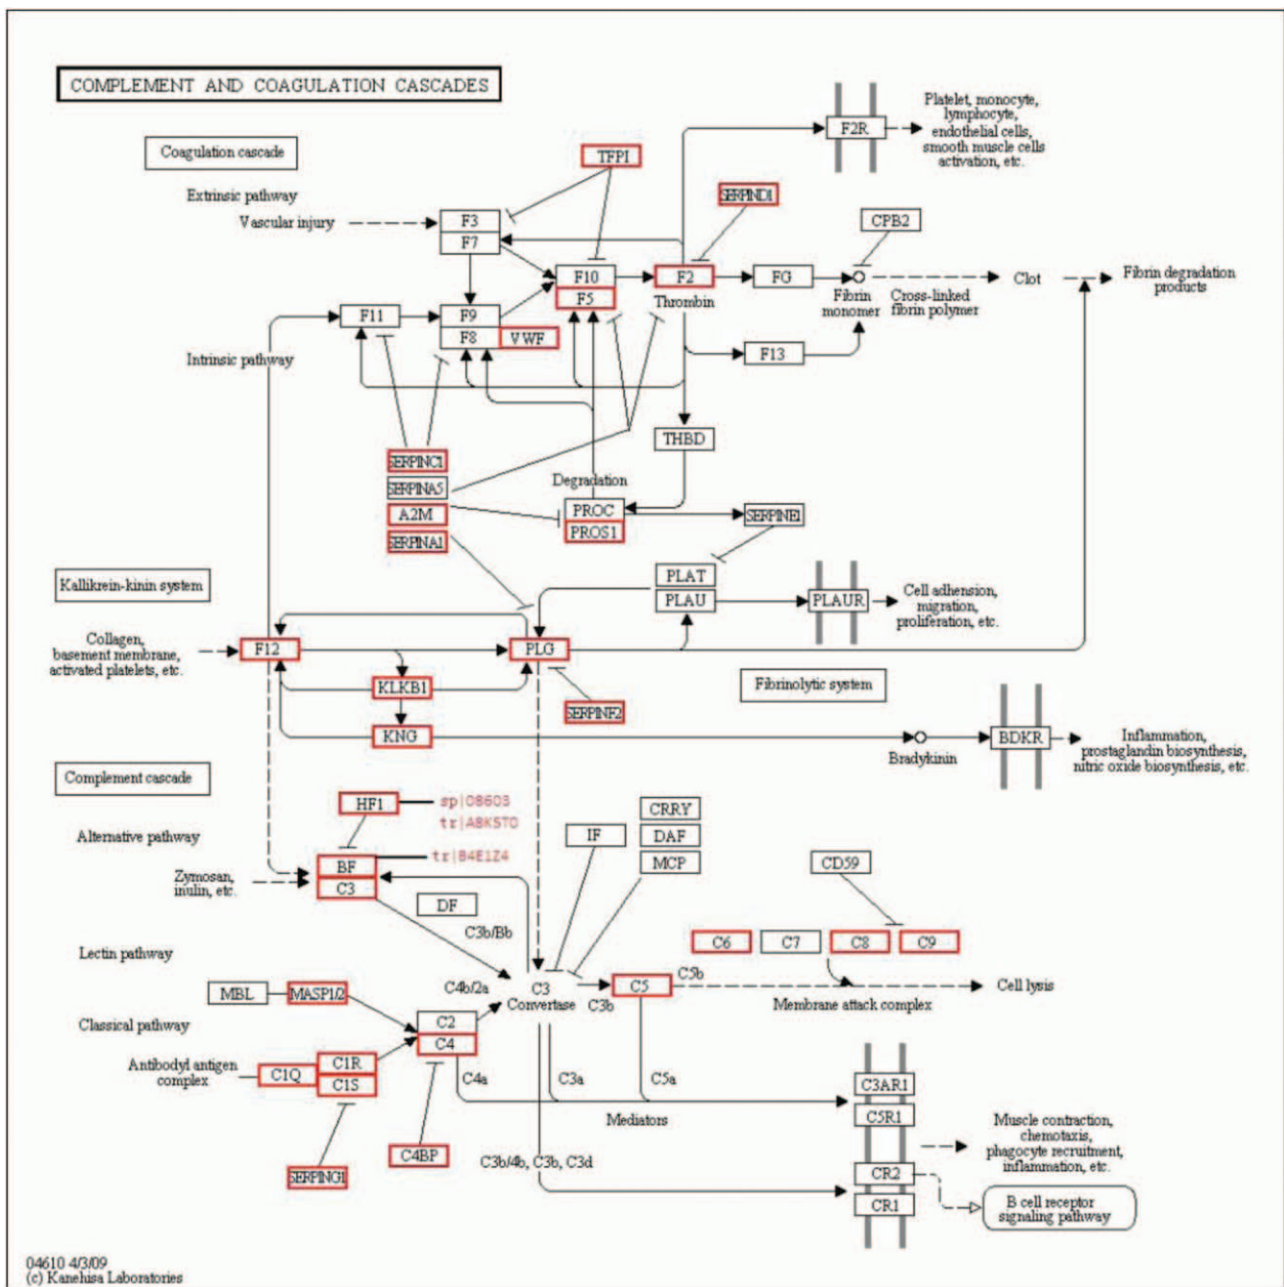 COMPLEMENT AND COAGULATION CASCADES
Platelet, monocyte,
lymphocyte,
endothelial cells,
smooth muscle cells
activation, etc.
F2R
Coagulation cascade
TFPI
Extrinsic pathway
SERPIND1
Vascular injury
F3
F7
CPB2
F10
F5
F2
Thrombin
FG
Fibrin
monomer
Cross-linked
fibrin polymer
Clot
Fibrin degradation
products
F11
F9
F8
VWF
F13
Intrinsic pathway
THBD
SERPINC1
SERPINA5
A2M
SERPINA1
Degradation
PROC
PROS1
SERPINE1
PLAT
PLAU
PLAUR
Cell adhesion,
migration,
proliferation, etc.
Kallikrein-kinin system
Collagen,
basement membrane,
activated platelets, etc.
F12
PLG
KLKB1
Fibrinolytic system
SERPINF2
KNG
Bradykinin
BDKR
Inflammation,
prostaglandin biosynthesis,
nitric oxide biosynthesis, etc.
Complement cascade
HF1
sp|O8603
tr|A8K5T0
Alternative pathway
BF
C3
tr|B4E1Z4
Zymosan,
inulin, etc.
IF
CRRY
DAF
MCP
CD59
DF
C3b/Bb
C6
C7
C8
C9
Lectin pathway
MBL
MASP1/2
C4b/2a
C3
Convertase
C3b
C5
C5b
Membrane attack complex
Cell lysis
Classical pathway
C2
C4
Antibodyl antigen
complex
C1Q
C1R
C1S
C4a
C3a
C5a
Mediators
C3AR1
C5R1
Muscle contraction,
chemotaxis,
phagocyte recruitment,
inflammation, etc.
SERPING1
C4BP
C3b/4b, C3b, C3d
CR2
CR1
B cell receptor
signaling pathway
04610 4/3/09
(c) Kanehisa Laboratories